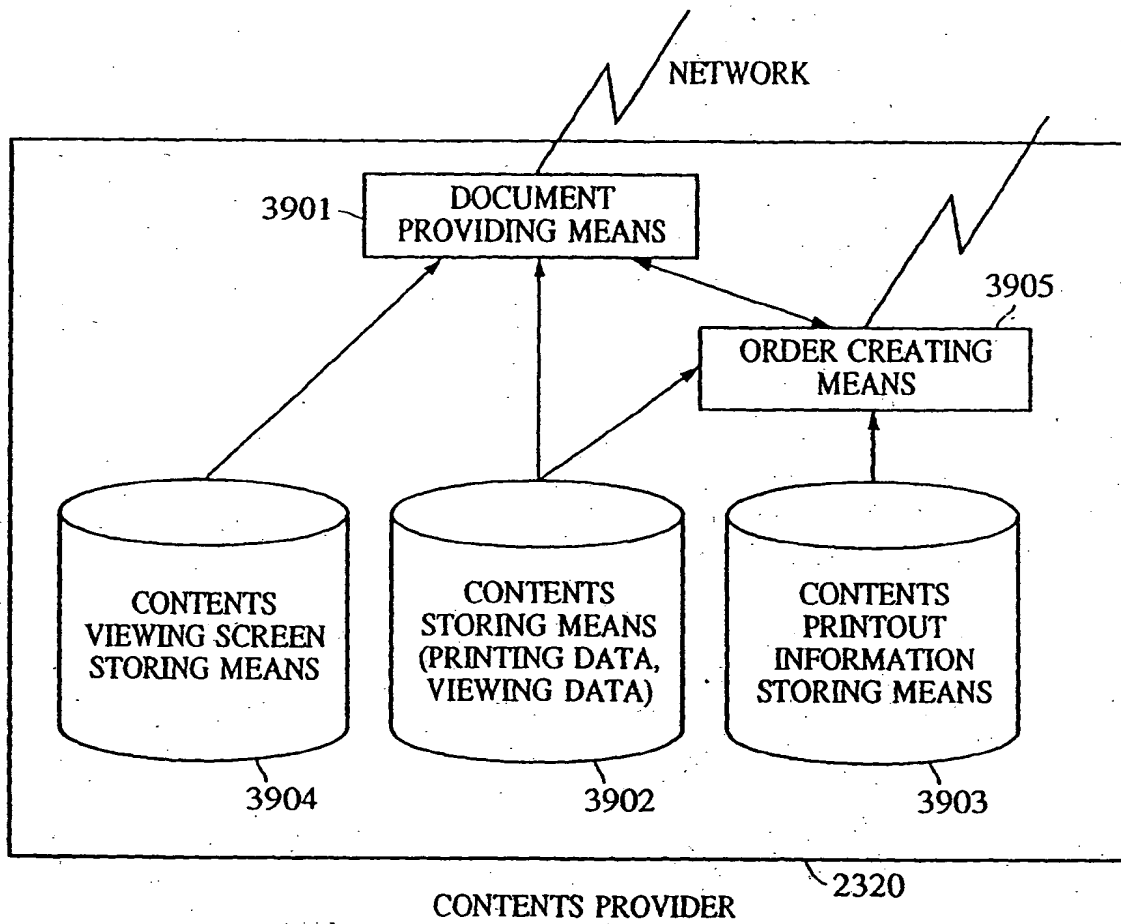 NETWORK
3901
DOCUMENT
PROVIDING MEANS
3905
ORDER CREATING
MEANS
CONTENTS
VIEWING SCREEN
STORING MEANS
CONTENTS
STORING MEANS
(PRINTING DATA,
VIEWING DATA)
CONTENTS
PRINTOUT
INFORMATION
STORING MEANS
3904
3902
3903
2320
CONTENTS PROVIDER